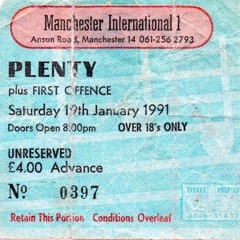 Manchester International 1
Anson Road, Manchester 14 061-256 2793
PLENTY
plus FIRST OFFENCE
Saturday 19th January 1991
Doors Open 8.00pm OVER 18's ONLY
UNRESERVED
£4.00 Advance
Nº 0397
Retain This Portion Conditions Overleaf